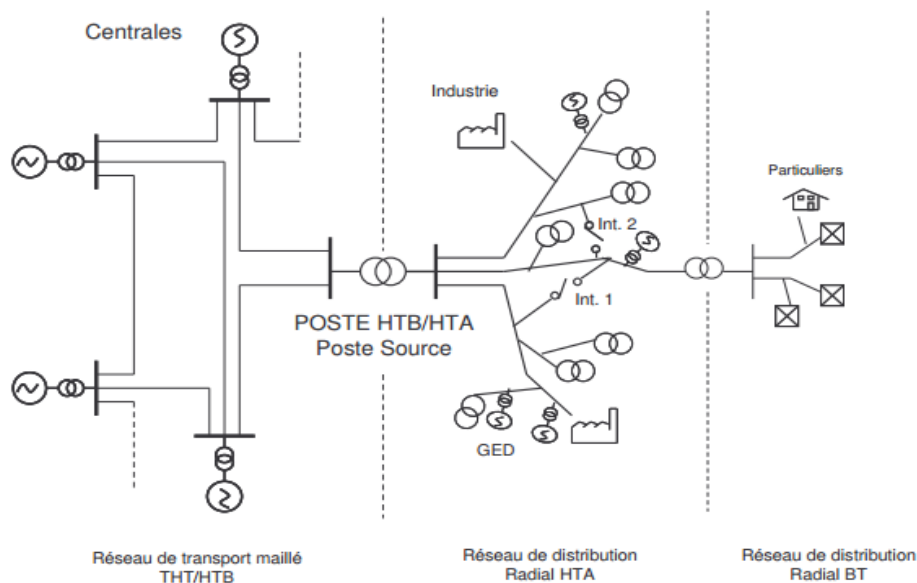 Centrales
Industrie
Particuliers
Int. 2
Int. 1
POSTE HTB/HTA
Poste Source
GED
Réseau de transport maillé
THT/HTB
Réseau de distribution
Radial HTA
Réseau de distribution
Radial BT